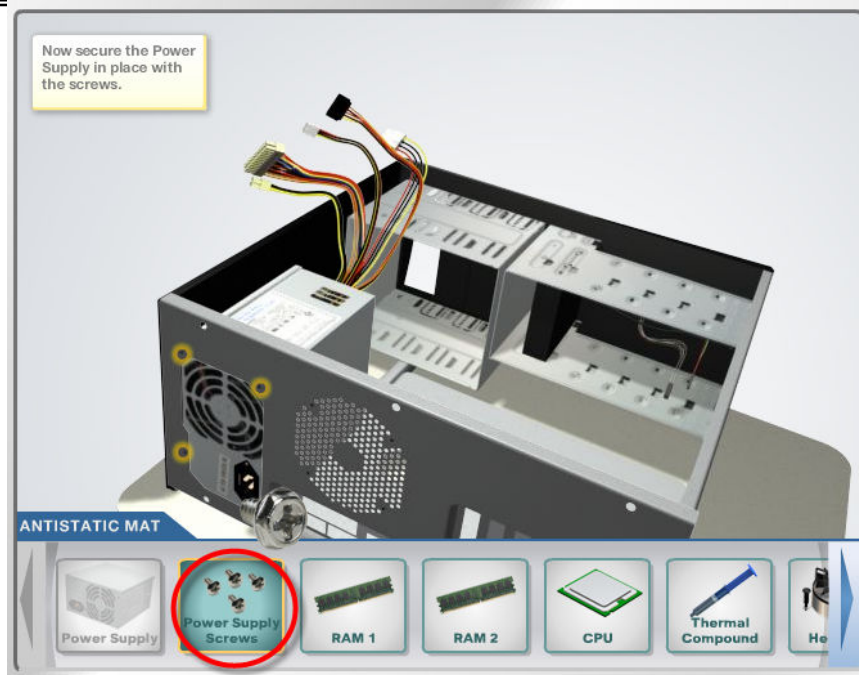 Now secure the Power
Supply in place with
the screws.
ANTISTATIC MAT
Power Supply
Power Supply
Screws
RAM 1
RAM 2
CPU
Thermal
Compound
He